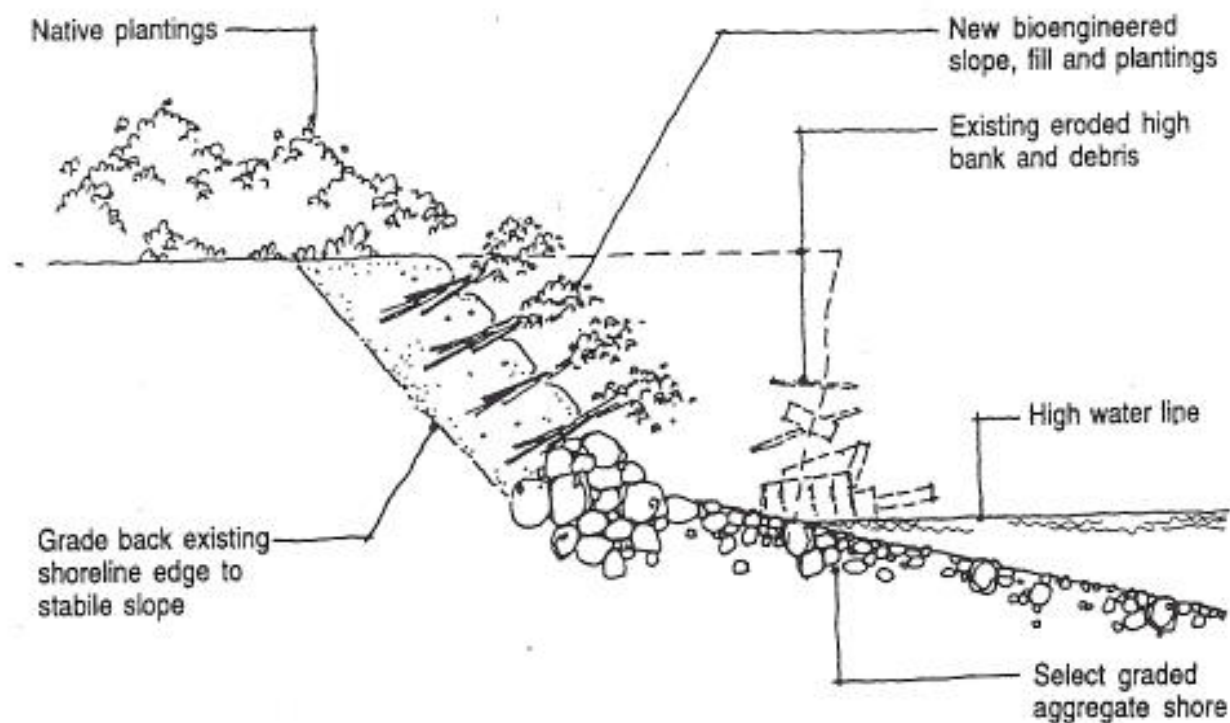 Native plantings
New bioengineered
slope, fill and plantings
Existing eroded high
bank and debris
High water line
Grade back existing
shoreline edge to
stabile slope
Select graded
aggregate shore